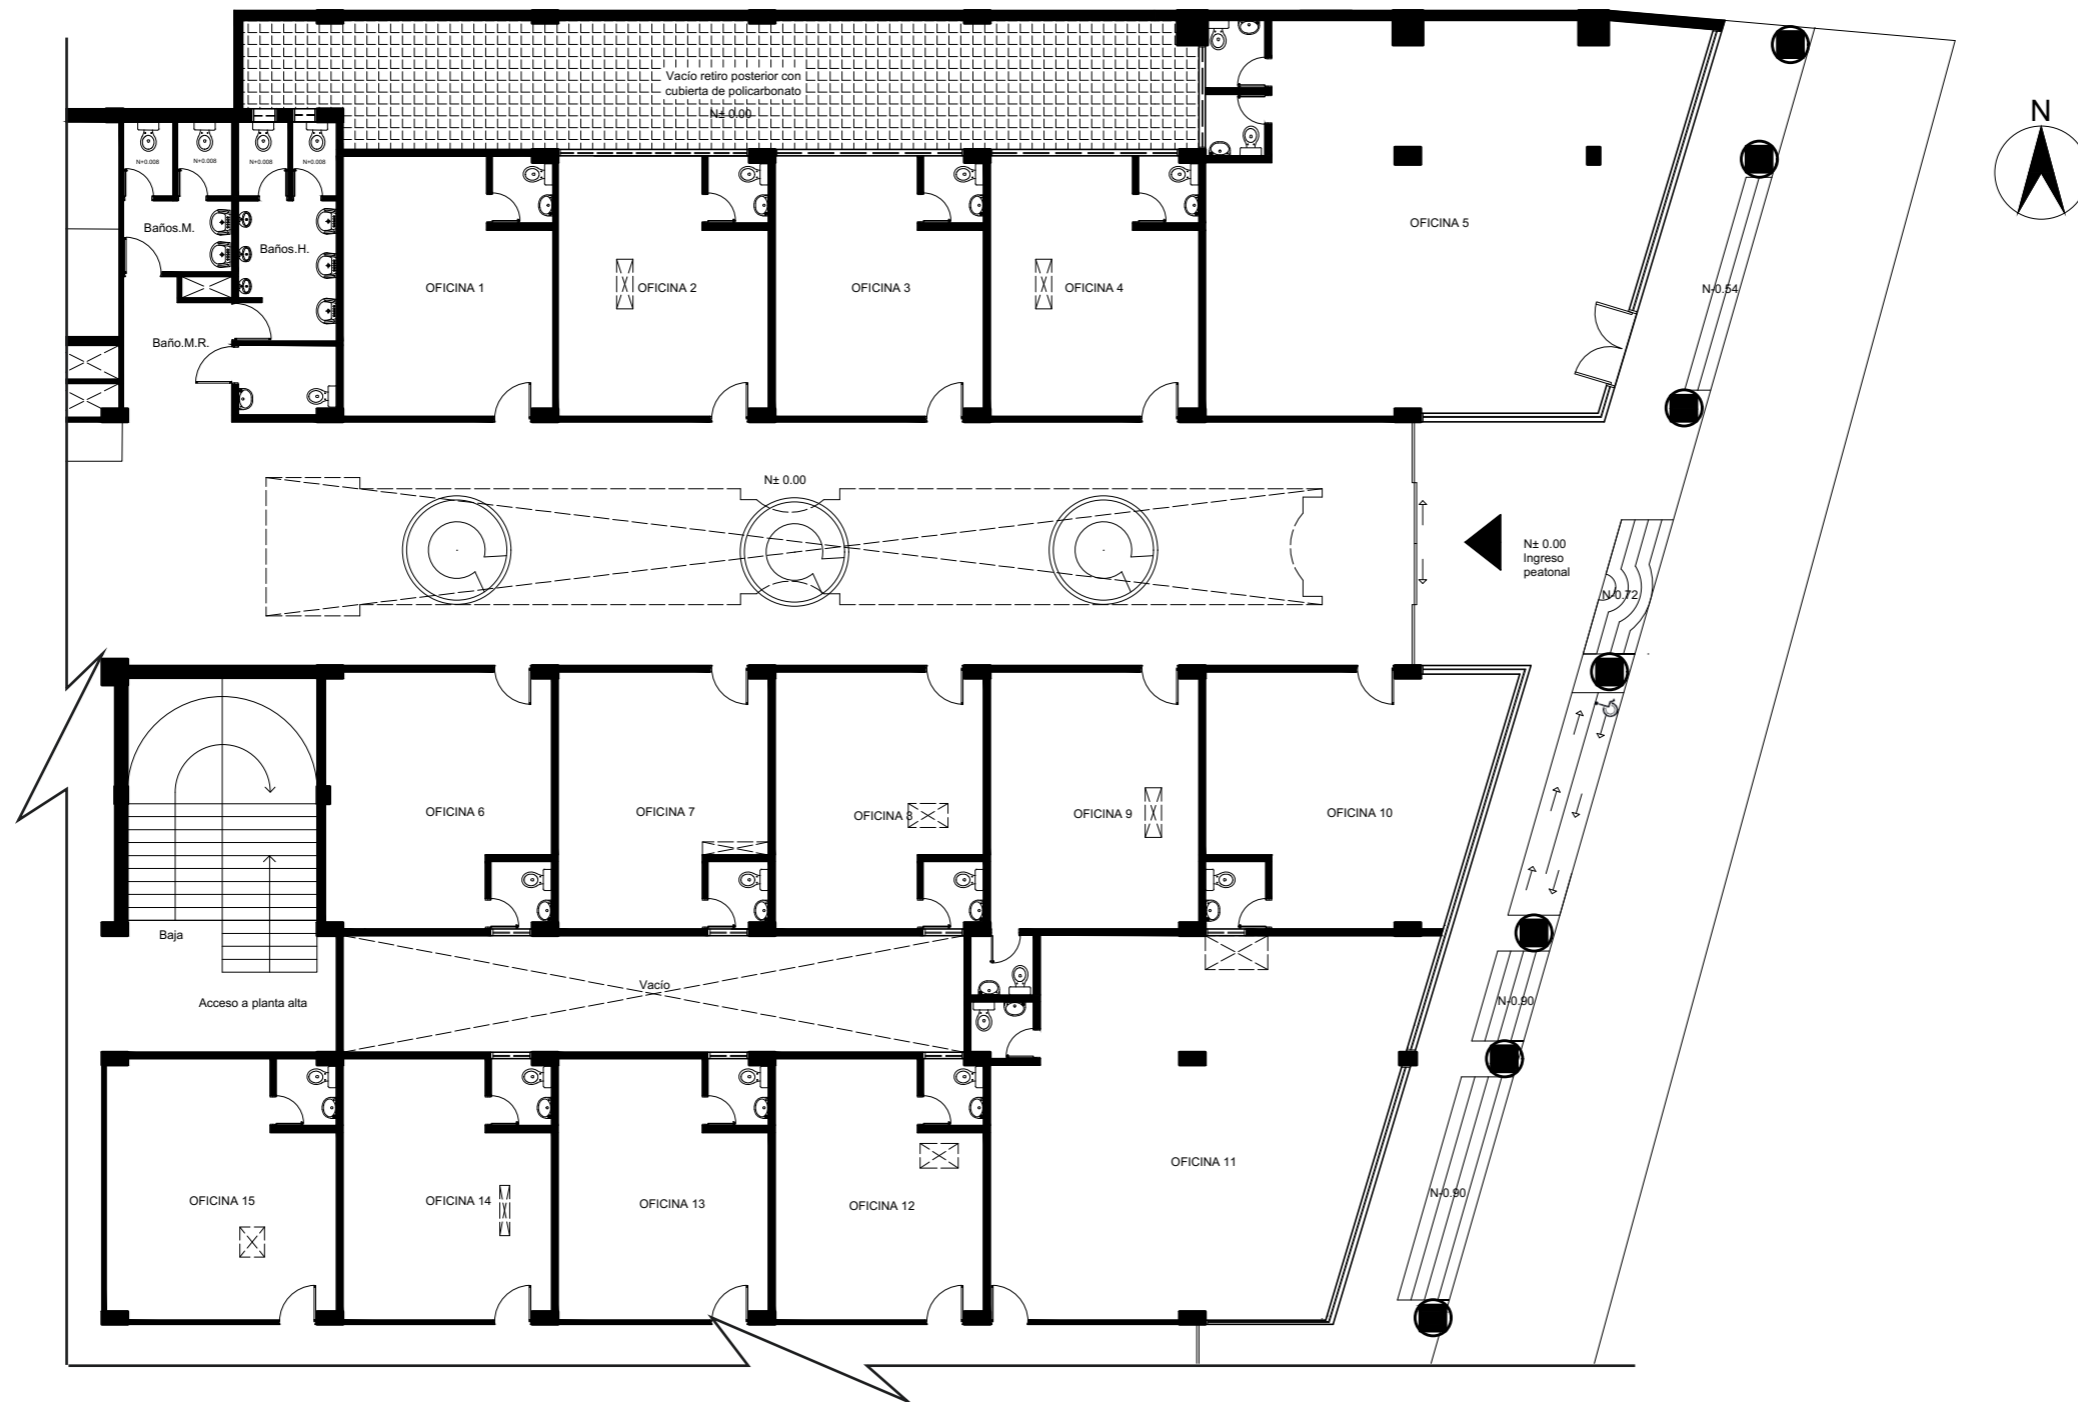 Vacío retiro posterior con
cubierta de policarbonato
N± 0.00
N
N+0.008
N+0.008
N+0.008
N+0.008
Baños.M.
Baños.H.
OFICINA 5
OFICINA 1
OFICINA 2
OFICINA 3
OFICINA 4
N-0.54
Baño.M.R.
N± 0.00
N± 0.00
Ingreso
peatonal
N-0.72
OFICINA 6
OFICINA 7
OFICINA 8
OFICINA 9
OFICINA 10
Baja
Vacío
Acceso a planta alta
N-0.90
OFICINA 11
N-0.90
OFICINA 15
OFICINA 14
OFICINA 13
OFICINA 12